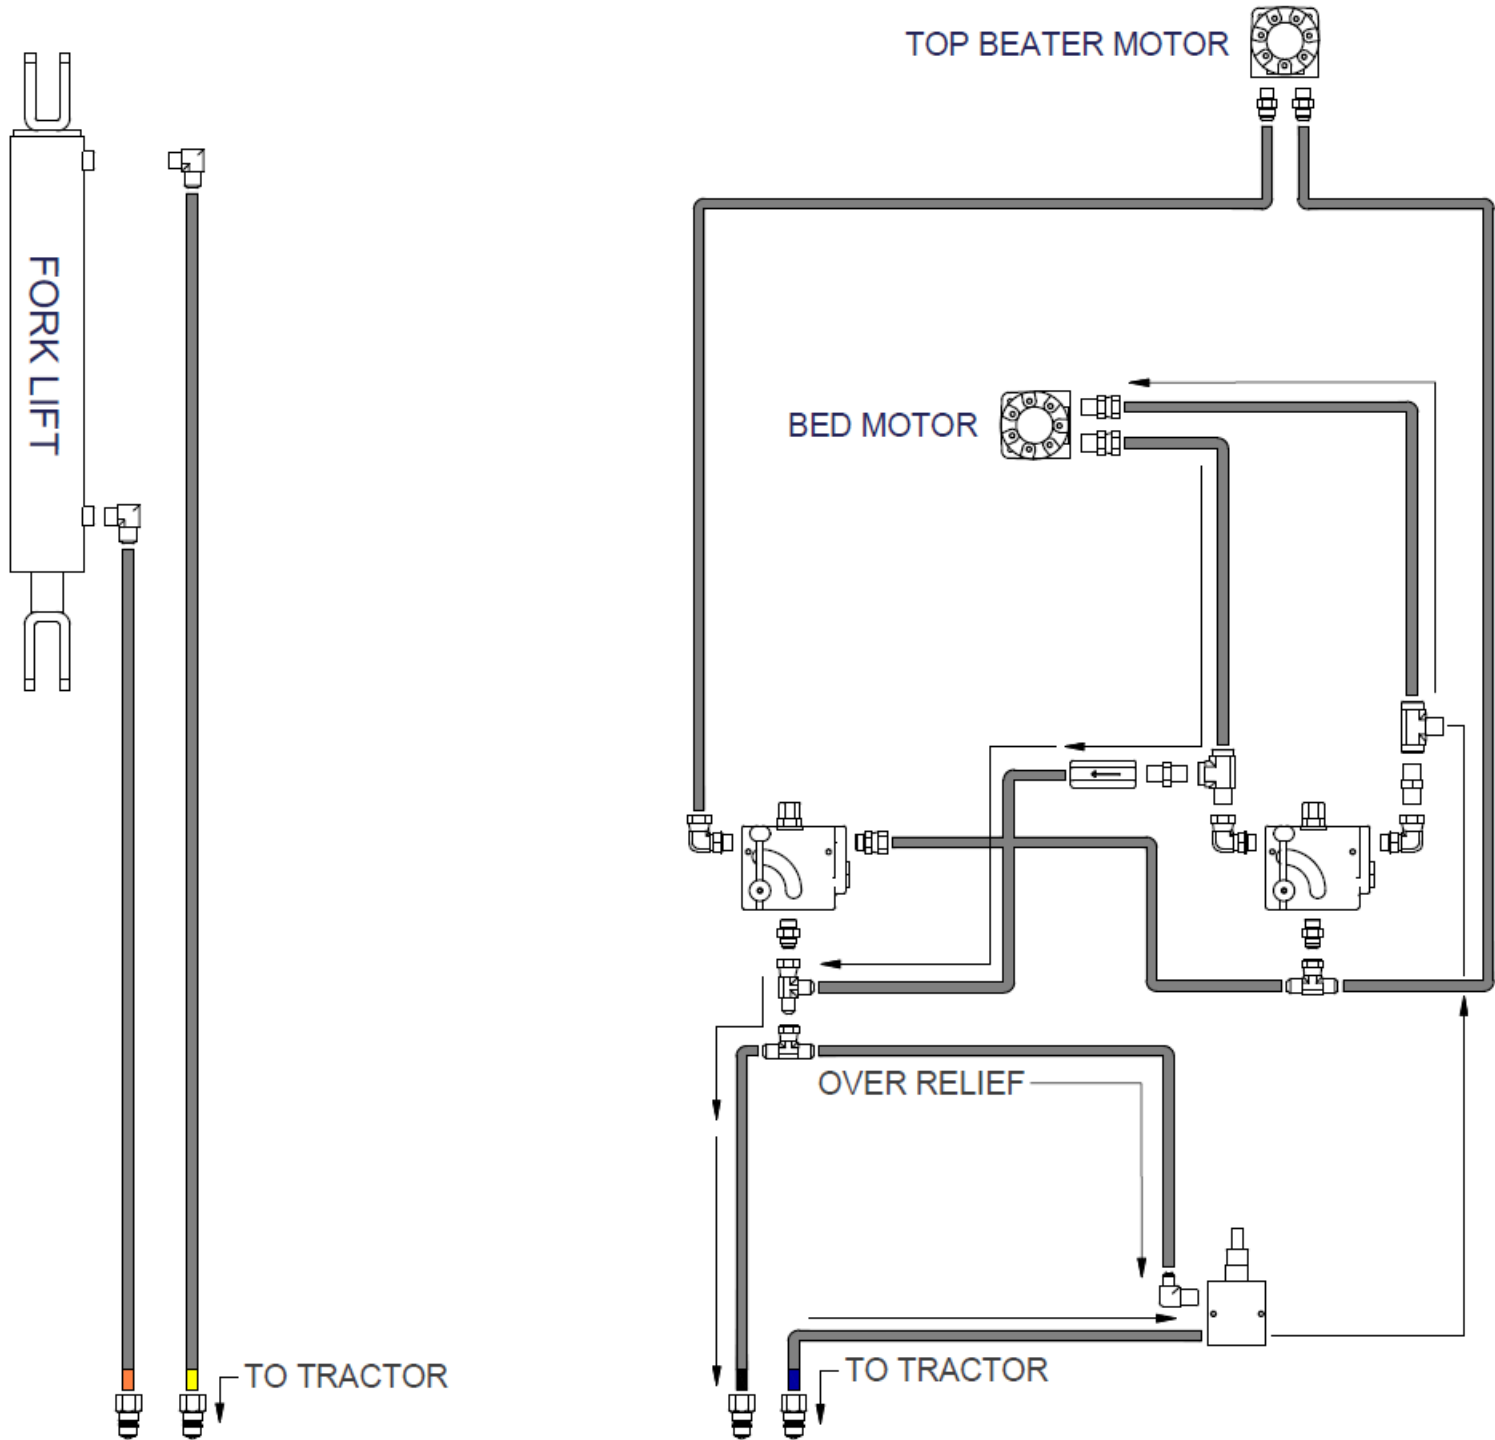 TOP BEATER MOTOR
FORK LIFT
BED MOTOR
OVER RELIEF
TO TRACTOR
TO TRACTOR